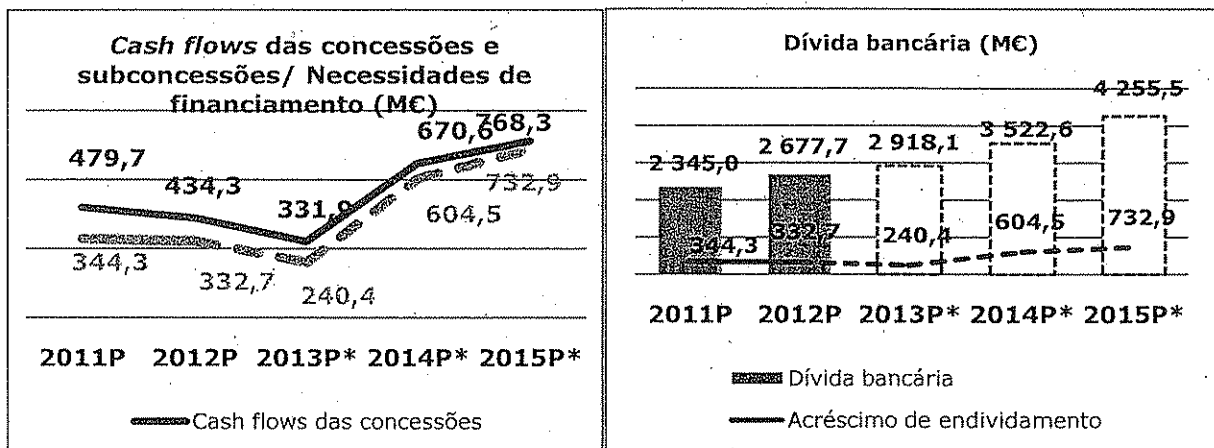 Cash flows das concessões e
subconcessões/ Necessidades de
financiamento (M€)
479,7
434,3
331,9
670,6
768,3
344,3
332,7
240,4
604,5
732,9
2011P 2012P 2013P* 2014P* 2015P*
Cash flows das concessões
Dívida bancária (M€)
2 345,0
2 677,7
2 918,1
3 522,6
4 255,5
344,3
332,7
240,4
604,5
732,9
2011P 2012P 2013P* 2014P* 2015P*
Dívida bancária
Acréscimo de endividamento